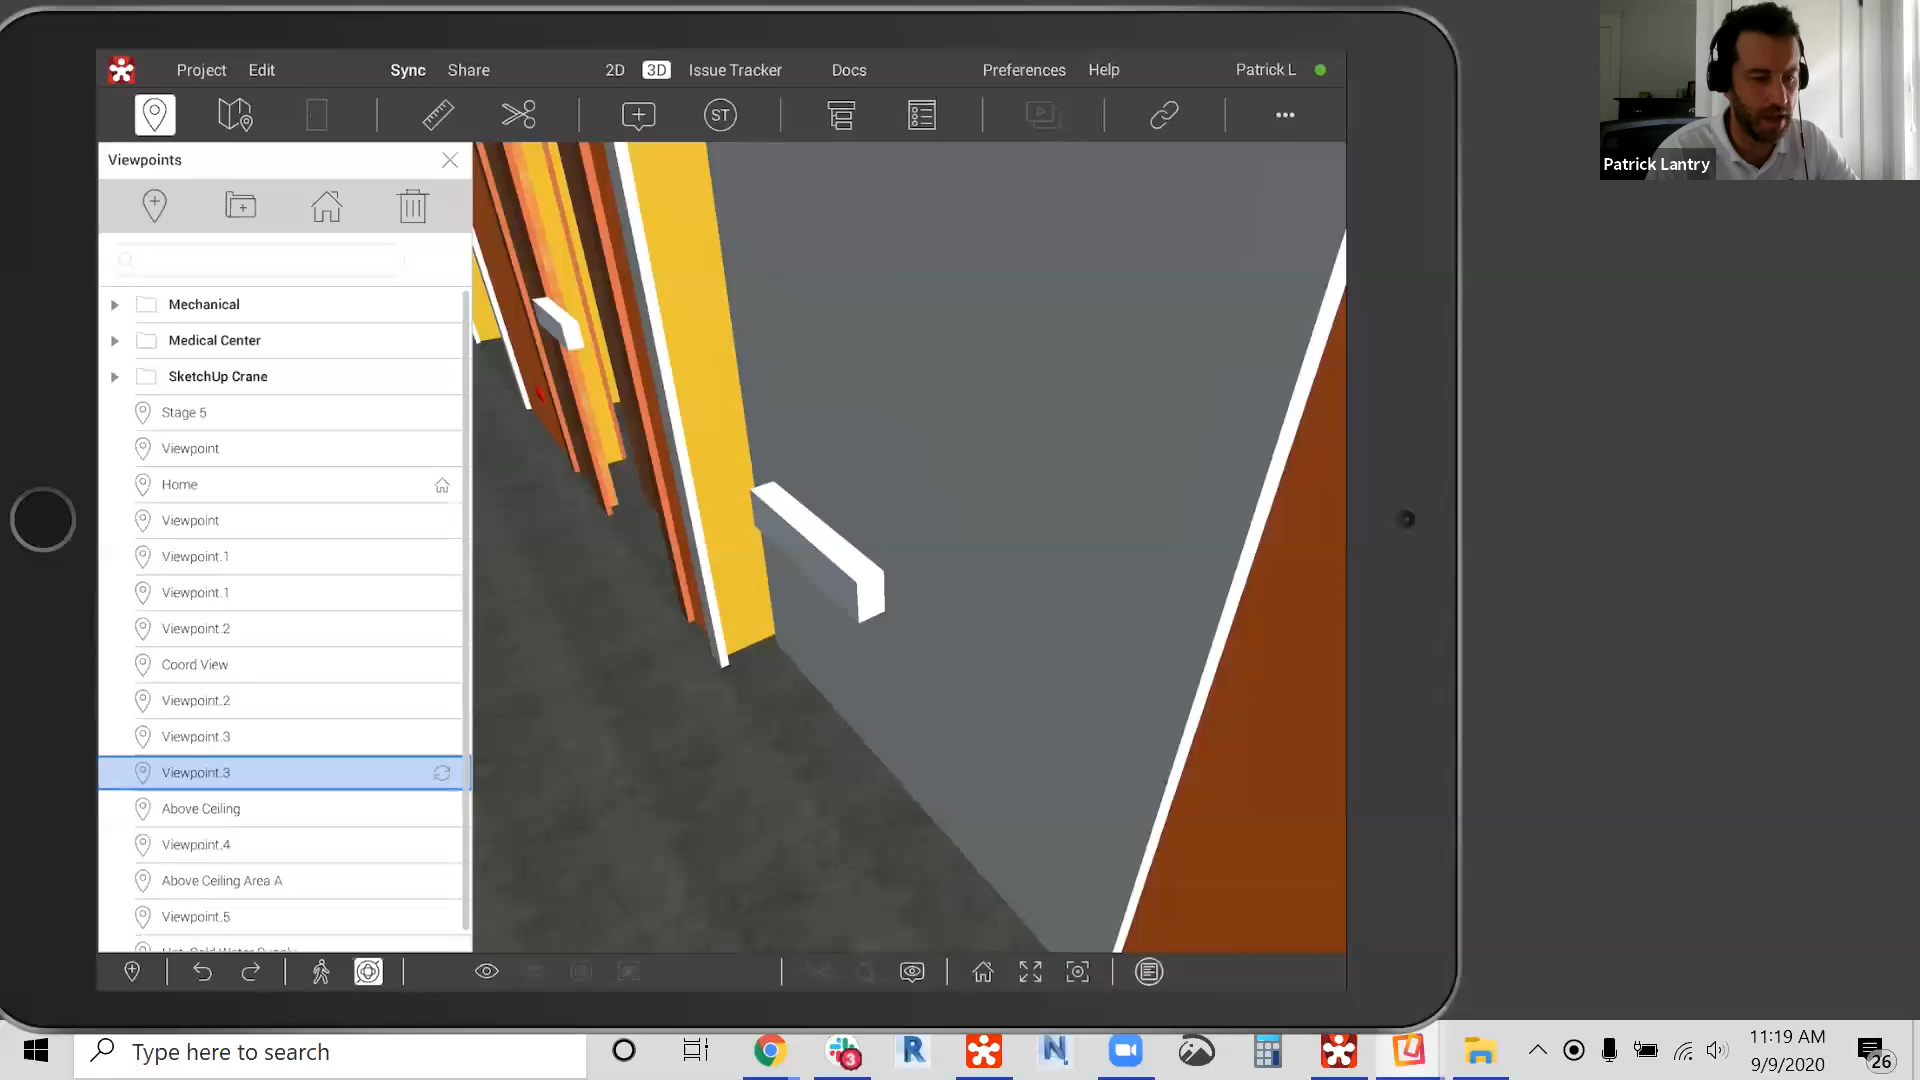 Project Edit Sync Share 2D 3D Issue Tracker Docs Preferences Help Patrick L
ST
Viewpoints
Mechanical
Medical Center
SketchUp Crane
Stage 5
Viewpoint
Home
Viewpoint
Viewpoint.1
Viewpoint.1
Viewpoint.2
Coord View
Viewpoint.2
Viewpoint.3
Viewpoint.3
Above Ceiling
Viewpoint.4
Above Ceiling Area A
Viewpoint.5
Patrick Lantry
Type here to search
3
R
N
11:19 AM
9/9/2020
26